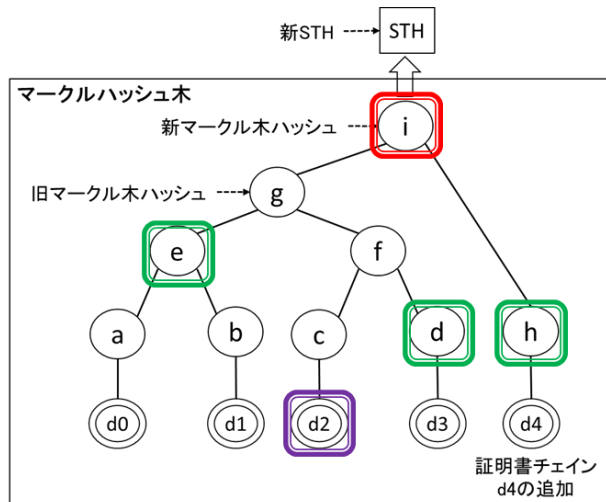 新STH
STH
マークルハッシュ木
新マークル木ハッシュ
i
旧マークル木ハッシュ
g
e
f
a
b
c
d
h
d0
d1
d2
d3
d4
証明書チェイン
d4の追加